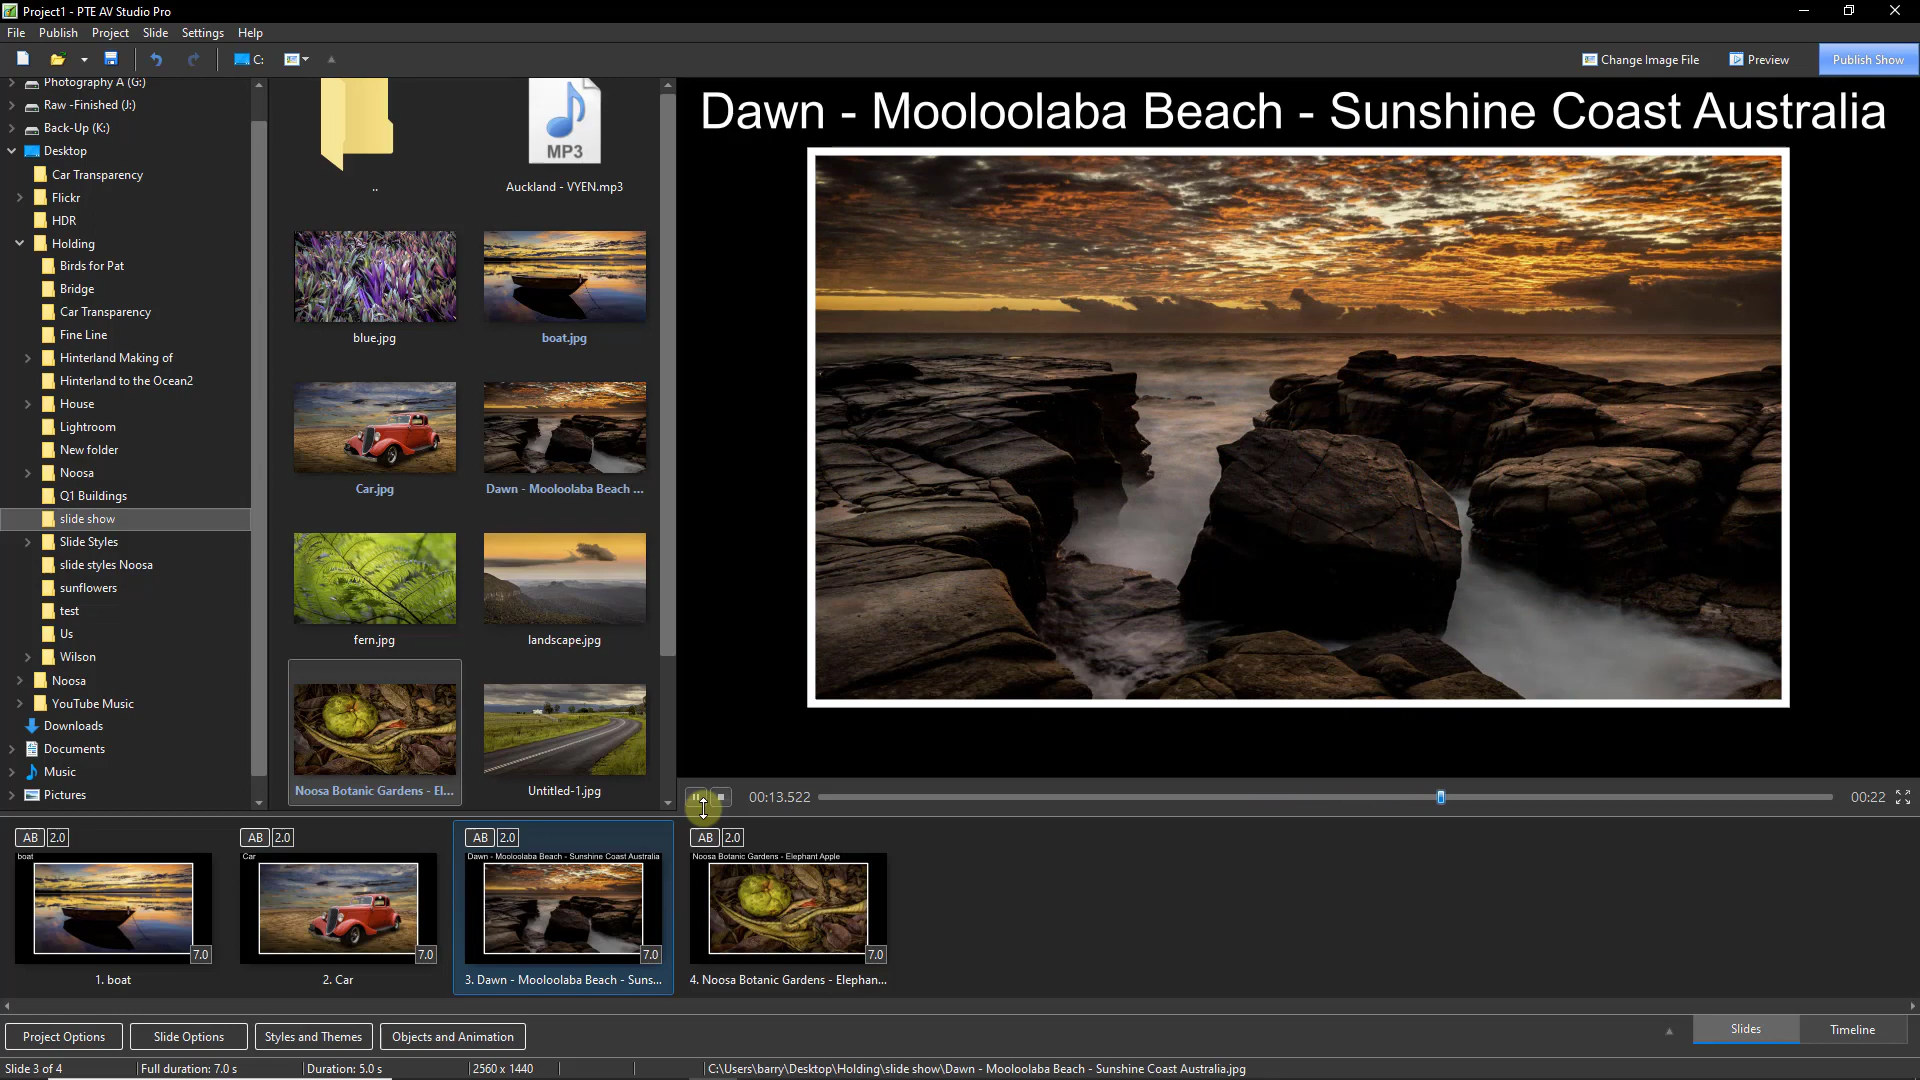 Project1 - PTE AV Studio Pro
File Publish Project Slide Settings Help
C:
Change Image File
Preview
Publish Show
Photography A (G:)
Raw -Finished (J:)
Back-Up (K:)
Desktop
Car Transparency
Flickr
HDR
Holding
Birds for Pat
Bridge
Car Transparency
Fine Line
Hinterland Making of
Hinterland to the Ocean2
House
Lightroom
New folder
Noosa
Q1 Buildings
slide show
Slide Styles
slide styles Noosa
sunflowers
test
Us
Wilson
Noosa
YouTube Music
Downloads
Documents
Music
Pictures
..
MP3
Auckland - VYEN.mp3
blue.jpg
boat.jpg
Car.jpg
Dawn - Mooloolaba Beach ...
fern.jpg
landscape.jpg
Noosa Botanic Gardens - El...
Untitled-1.jpg
Dawn - Mooloolaba Beach - Sunshine Coast Australia
00:13.522
00:22
AB 2.0
boat
7.0
1. boat
AB 2.0
Car
7.0
2. Car
AB 2.0
Dawn - Mooloolaba Beach - Sunshine Coast Australia
7.0
3. Dawn - Mooloolaba Beach - Suns...
AB 2.0
Noosa Botanic Gardens - Elephant Apple
7.0
4. Noosa Botanic Gardens - Elephan...
Project Options
Slide Options
Styles and Themes
Objects and Animation
Slides
Timeline
Slide 3 of 4
Full duration: 7.0 s
Duration: 5.0 s
2560 x 1440
C:\Users\barry\Desktop\Holding\slide show\Dawn - Mooloolaba Beach - Sunshine Coast Australia.jpg